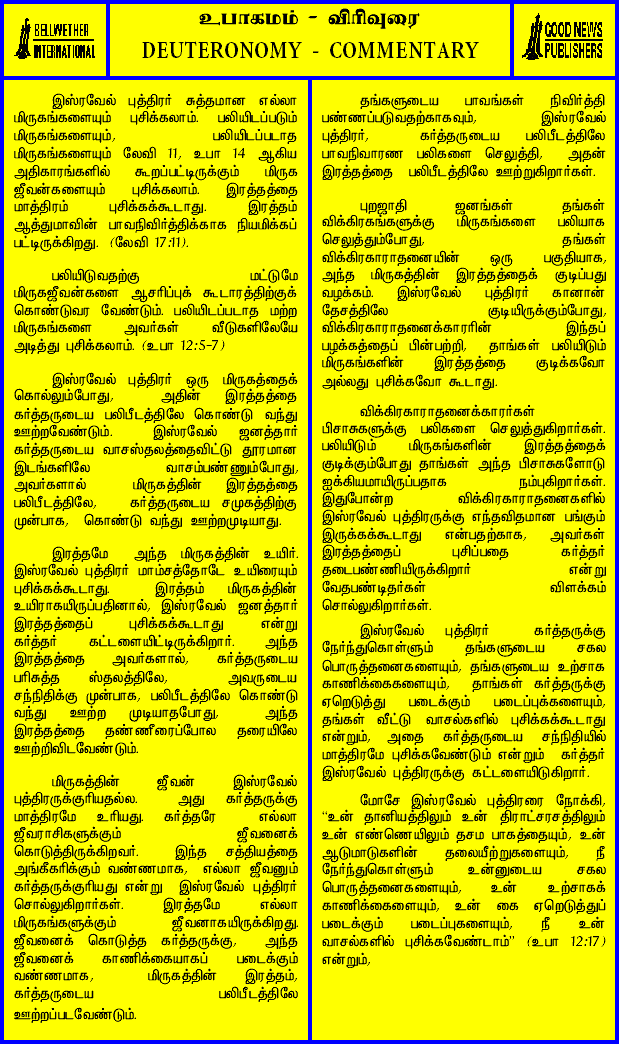 BELLWETHER
INTERNATIONAL
உபாகமம் - விரிவுரை
DEUTERONOMY - COMMENTARY
GOOD NEWS
PUBLISHERS
இஸ்ரவேல் புத்திரர் சுத்தமான எல்லா
மிருகங்களையும் புசிக்கலாம். பலியிடப்படும்
மிருகங்களையும், பலியிடப்படாத
மிருகங்களையும் லேவி 11, உபா 14 ஆகிய
அதிகாரங்களில் கூறப்பட்டிருக்கும் மிருக
ஜீவன்களையும் புசிக்கலாம். இரத்தத்தை
மாத்திரம் புசிக்கக்கூடாது. இரத்தம்
ஆத்துமாவின் பாவநிவிர்த்திக்காக நியமிக்கப்
பட்டிருக்கிறது. (லேவி 17:11).
பலியிடுவதற்கு மட்டுமே
மிருகஜீவன்களை ஆசரிப்புக் கூடாரத்திற்குக்
கொண்டுவர வேண்டும். பலியிடப்படாத மற்ற
மிருகங்களை அவர்கள் வீடுகளிலேயே
அடித்து புசிக்கலாம். (உபா 12:5-7)
இஸ்ரவேல் புத்திரர் ஒரு மிருகத்தைக்
கொல்லும்போது, அதின் இரத்தத்தை
கர்த்தருடைய பலிபீடத்திலே கொண்டு வந்து
ஊற்றவேண்டும். இஸ்ரவேல் ஜனத்தார்
கர்த்தருடைய வாசஸ்தலத்தைவிட்டு தூரமான
இடங்களிலே வாசம்பண்ணும்போது,
அவர்களால் மிருகத்தின் இரத்தத்தை
பலிபீடத்திலே, கர்த்தருடைய சமுகத்திற்கு
முன்பாக, கொண்டு வந்து ஊற்றமுடியாது.
இரத்தமே அந்த மிருகத்தின் உயிர்.
இஸ்ரவேல் புத்திரர் மாம்சத்தோடே உயிரையும்
புசிக்கக்கூடாது. இரத்தம் மிருகத்தின்
உயிராகயிருப்பதினால், இஸ்ரவேல் ஜனத்தார்
இரத்தத்தைப் புசிக்கக்கூடாது என்று
கர்த்தர் கட்டளையிட்டிருக்கிறார். அந்த
இரத்தத்தை அவர்களால், கர்த்தருடைய
பரிசுத்த ஸ்தலத்திலே, அவருடைய
சந்நிதிக்கு முன்பாக, பலிபீடத்திலே கொண்டு
வந்து ஊற்ற முடியாதபோது, அந்த
இரத்தத்தை தண்ணீரைப்போல தரையிலே
ஊற்றிவிடவேண்டும்.
மிருகத்தின் ஜீவன் இஸ்ரவேல்
புத்திரருக்குரியதல்ல. அது கர்த்தருக்கு
மாத்திரமே உரியது. கர்த்தரே எல்லா
ஜீவராசிகளுக்கும் ஜீவனைக்
கொடுத்திருக்கிறவர். இந்த சத்தியத்தை
அங்கீகரிக்கும் வண்ணமாக, எல்லா ஜீவனும்
கர்த்தருக்குரியது என்று இஸ்ரவேல் புத்திரர்
சொல்லுகிறார்கள். இரத்தமே எல்லா
மிருகங்களுக்கும் ஜீவனாகயிருக்கிறது.
ஜீவனைக் கொடுத்த கர்த்தருக்கு, அந்த
ஜீவனைக் காணிக்கையாகப் படைக்கும்
வண்ணமாக, மிருகத்தின் இரத்தம்,
கர்த்தருடைய பலிபீடத்திலே
ஊற்றப்படவேண்டும்.
தங்களுடைய பாவங்கள் நிவிர்த்தி
பண்ணப்படுவதற்காகவும், இஸ்ரவேல்
புத்திரர், கர்த்தருடைய பலிபீடத்திலே
பாவநிவாரண பலிகளை செலுத்தி, அதன்
இரத்தத்தை பலிபீடத்திலே ஊற்றுகிறார்கள்.
புறஜாதி ஜனங்கள் தங்கள்
விக்கிரகங்களுக்கு மிருகங்களை பலியாக
செலுத்தும்போது, தங்கள்
விக்கிரகாராதனையின் ஒரு பகுதியாக,
அந்த மிருகத்தின் இரத்தத்தைக் குடிப்பது
வழக்கம். இஸ்ரவேல் புத்திரர் கானான்
தேசத்திலே குடியிருக்கும்போது,
விக்கிரகாராதனைக்காரரின் இந்தப்
பழக்கத்தைப் பின்பற்றி, தாங்கள் பலியிடும்
மிருகங்களின் இரத்தத்தை குடிக்கவோ
அல்லது புசிக்கவோ கூடாது.
விக்கிரகாராதனைக்காரர்கள்
பிசாசுகளுக்கு பலிகளை செலுத்துகிறார்கள்.
பலியிடும் மிருகங்களின் இரத்தத்தைக்
குடிக்கும்போது தாங்கள் அந்த பிசாசுகளோடு
ஐக்கியமாயிருப்பதாக நம்புகிறார்கள்.
இதுபோன்ற விக்கிரகாராதனைகளில்
இஸ்ரவேல் புத்திரருக்கு எந்தவிதமான பங்கும்
இருக்கக்கூடாது என்பதற்காக, அவர்கள்
இரத்தத்தைப் புசிப்பதை கர்த்தர்
தடைபண்ணியிருக்கிறார் என்று
வேதபண்டிதர்கள் விளக்கம்
சொல்லுகிறார்கள்.
இஸ்ரவேல் புத்திரர் கர்த்தருக்கு
நேர்ந்துகொள்ளும் தங்களுடைய சகல
பொருத்தனைகளையும், தங்களுடைய உற்சாக
காணிக்கைகளையும், தாங்கள் கர்த்தருக்கு
ஏறெடுத்து படைக்கும் படைப்புக்களையும்,
தங்கள் வீட்டு வாசல்களில் புசிக்கக்கூடாது
என்றும், அதை கர்த்தருடைய சந்நிதியில்
மாத்திரமே புசிக்கவேண்டும் என்றும் கர்த்தர்
இஸ்ரவேல் புத்திரருக்கு கட்டளையிடுகிறார்.
மோசே இஸ்ரவேல் புத்திரரை நோக்கி,
“உன் தானியத்திலும் உன் திராட்சரசத்திலும்
உன் எண்ணெயிலும் தசம பாகத்தையும், உன்
ஆடுமாடுகளின் தலையீற்றுகளையும், நீ
நேர்ந்துகொள்ளும் உன்னுடைய சகல
பொருத்தனைகளையும், உன் உற்சாகக்
காணிக்கைகளையும், உன் கை ஏறெடுத்துப்
படைக்கும் படைப்புகளையும், நீ உன்
வாசல்களில் புசிக்கவேண்டாம்” (உபா 12:17)
என்றும்,